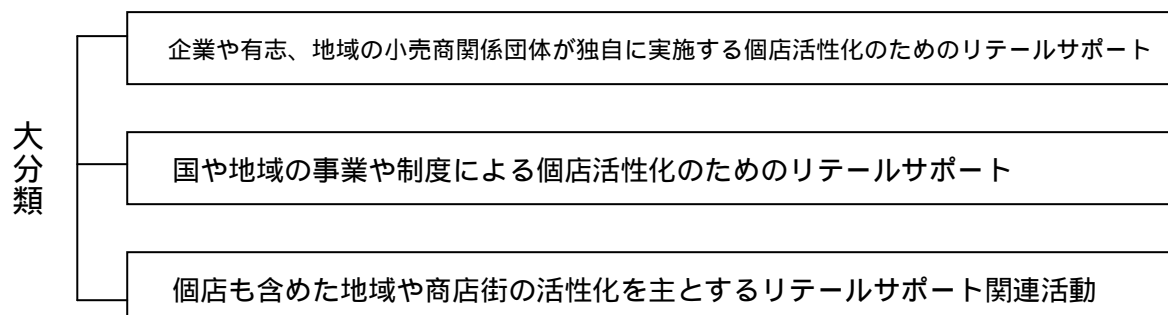 大分類
企業や有志、地域の小売商関係団体が独自に実施する個店活性化のためのリテールサポート
国や地域の事業や制度による個店活性化のためのリテールサポート
個店も含めた地域や商店街の活性化を主とするリテールサポート関連活動